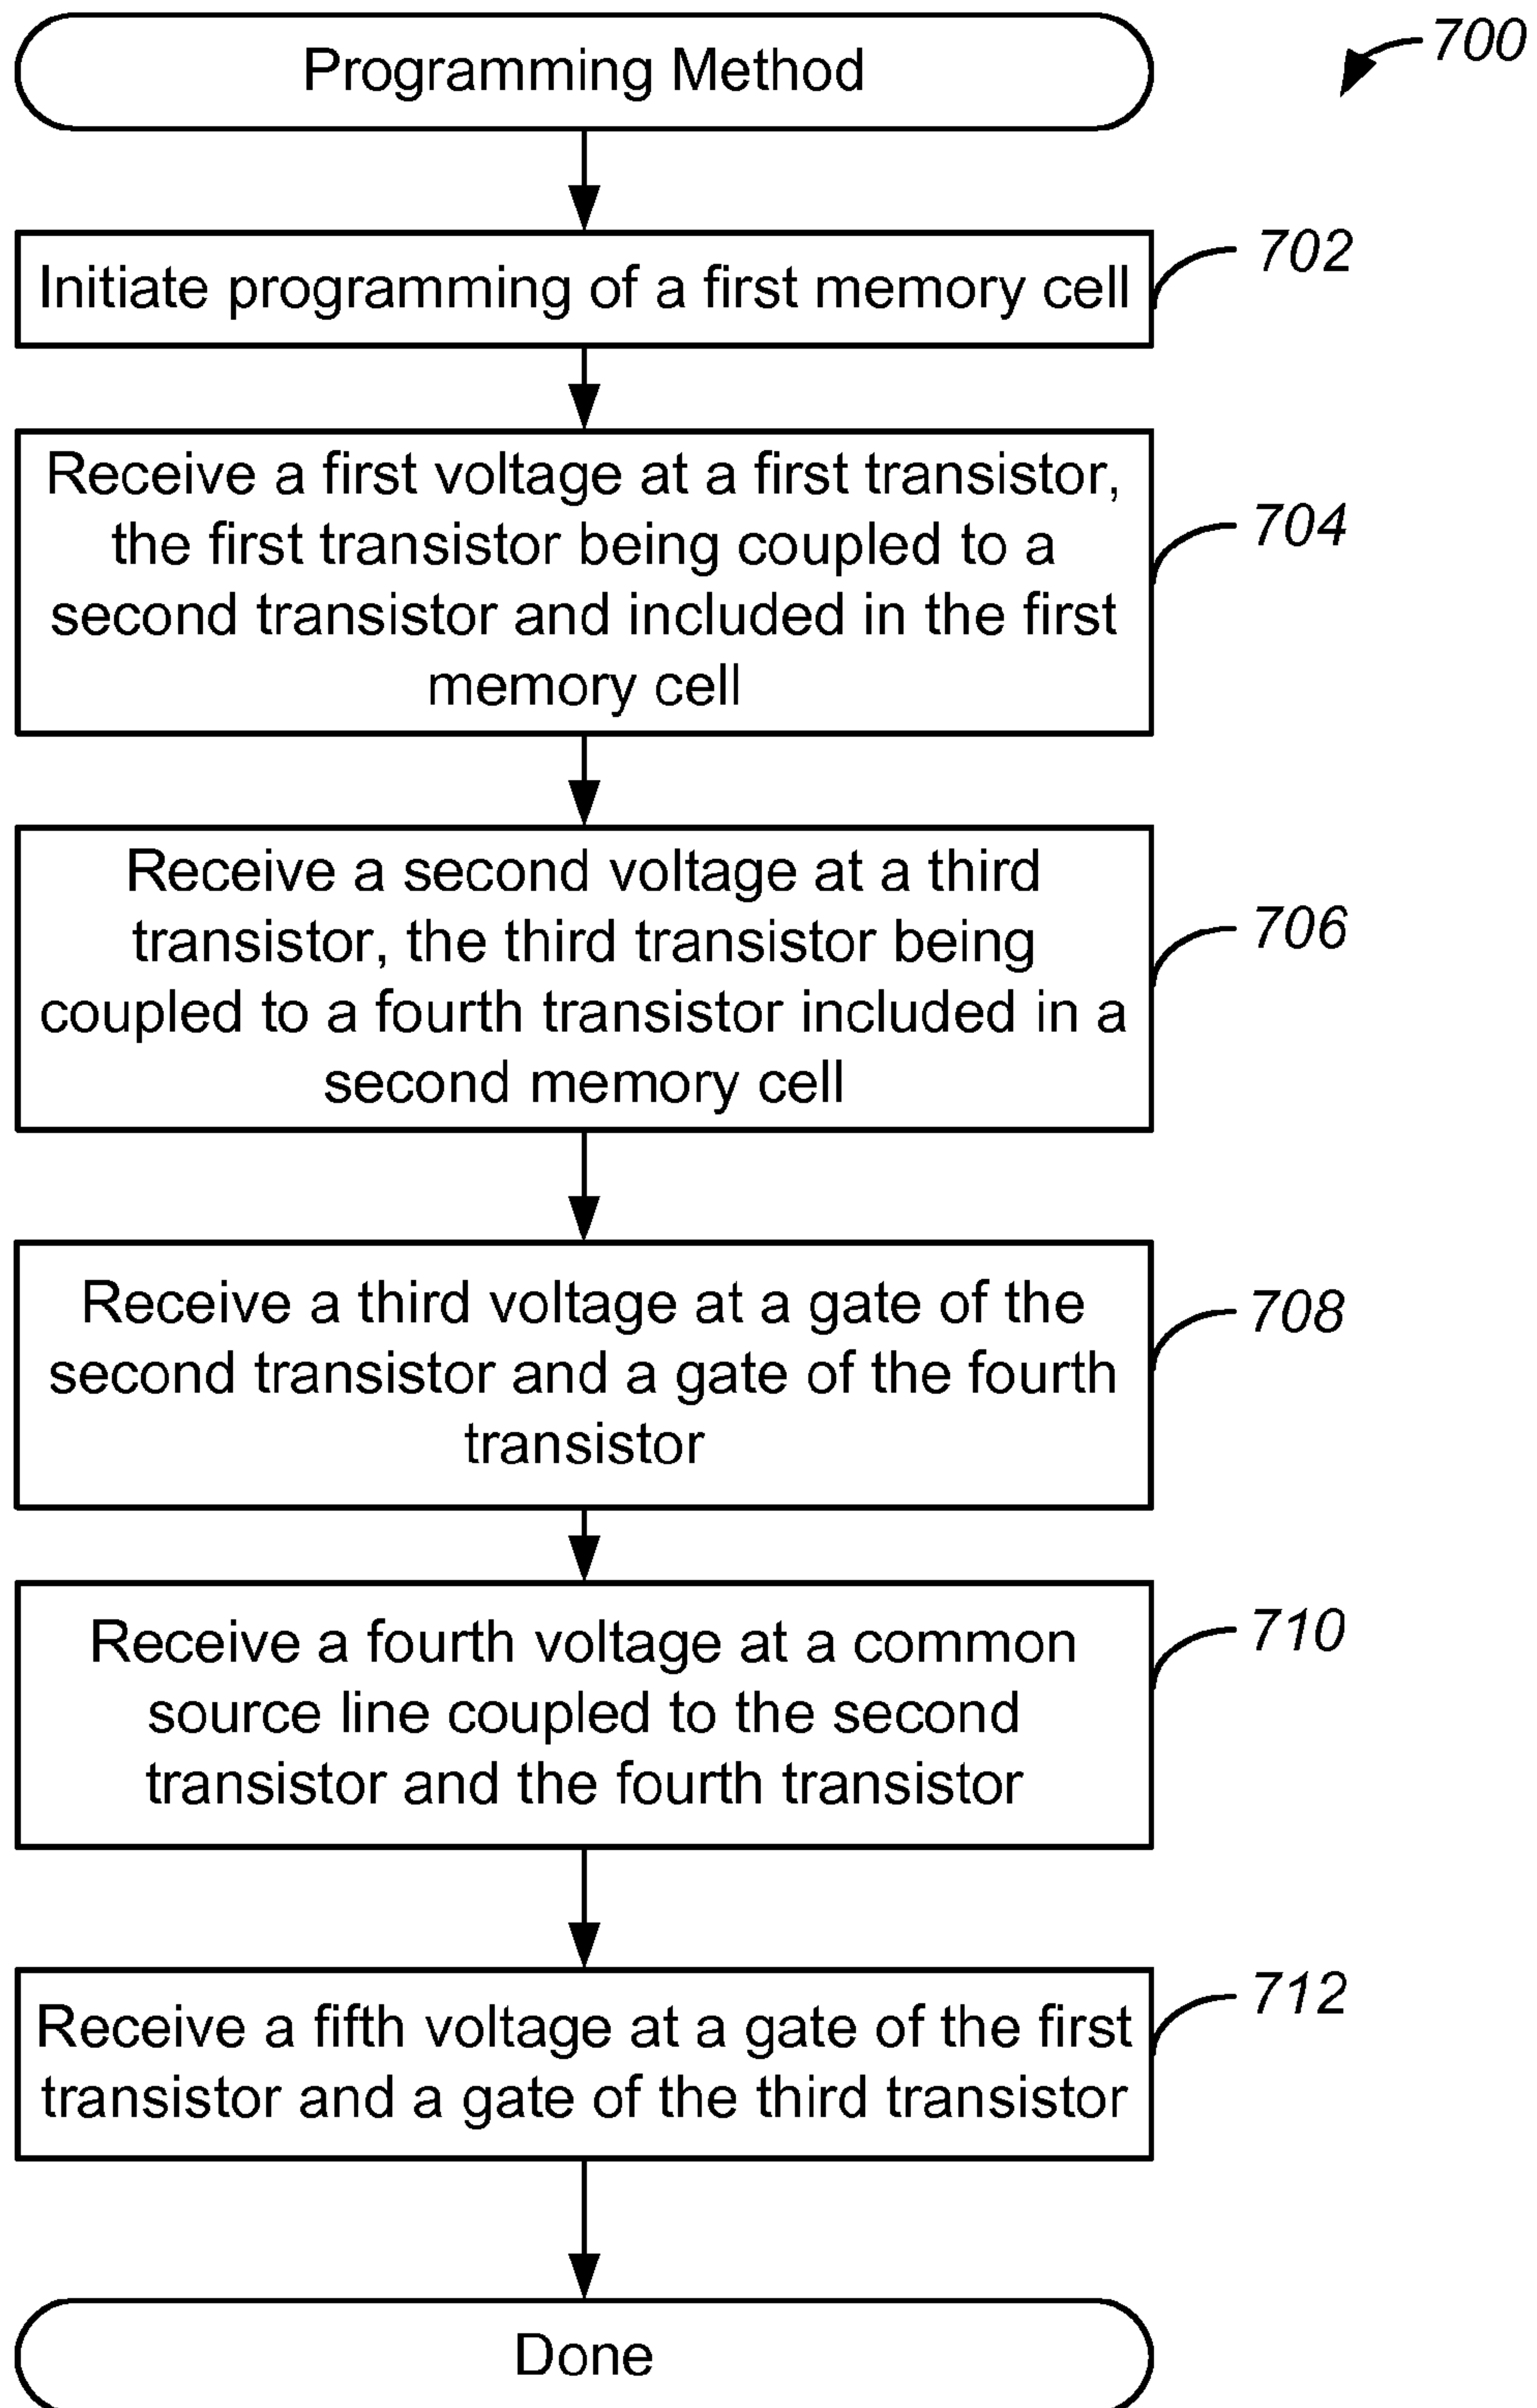 Programming Method
700
Initiate programming of a first memory cell
702
Receive a first voltage at a first transistor,
the first transistor being coupled to a
second transistor and included in the first
memory cell
704
Receive a second voltage at a third
transistor, the third transistor being
coupled to a fourth transistor included in a
second memory cell
706
Receive a third voltage at a gate of the
second transistor and a gate of the fourth
transistor
708
Receive a fourth voltage at a common
source line coupled to the second
transistor and the fourth transistor
710
Receive a fifth voltage at a gate of the first
transistor and a gate of the third transistor
712
Done